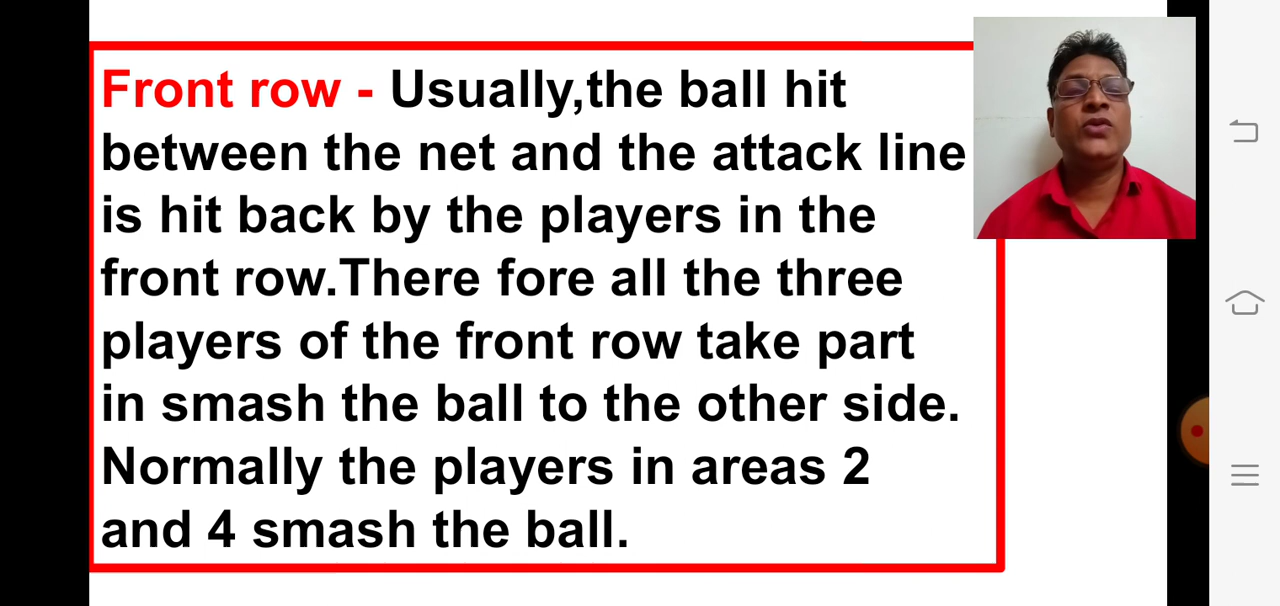 Front row - Usually,the ball hit
between the net and the attack line
is hit back by the players in the
front row.There fore all the three
players of the front row take part
in smash the ball to the other side.
Normally the players in areas 2
and 4 smash the ball.